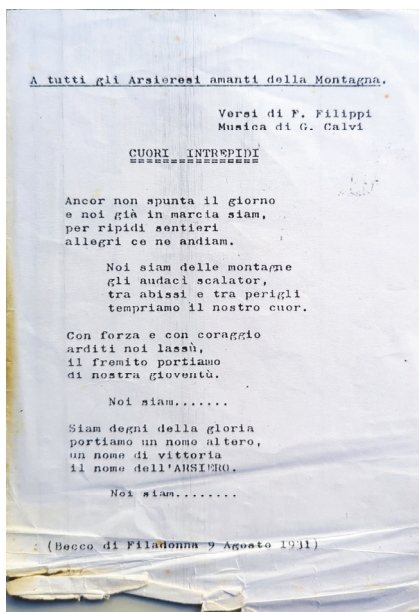 A tutti gli Arsieresi amanti della Montagna.
Versi di F. Filippi
Musica di G. Calvi
CUORI INTREPIDI
Ancor non spunta il giorno
e noi già in marcia siam,
per ripidi sentieri
allegri ce ne andiam.
Noi siam delle montagne
gli audaci scalator,
tra abissi e tra perigli
tempriamo il nostro cuor.
Con forza e con coraggio
arditi noi lassù,
il fremito portiamo
di nostra gioventù.
Noi siam.......
Siam degni della gloria
portiamo un nome altero,
un nome di vittoria
il nome dell'ARSIERO.
Noi siam........
(Becco di Filadonna 9 Agosto 1931)